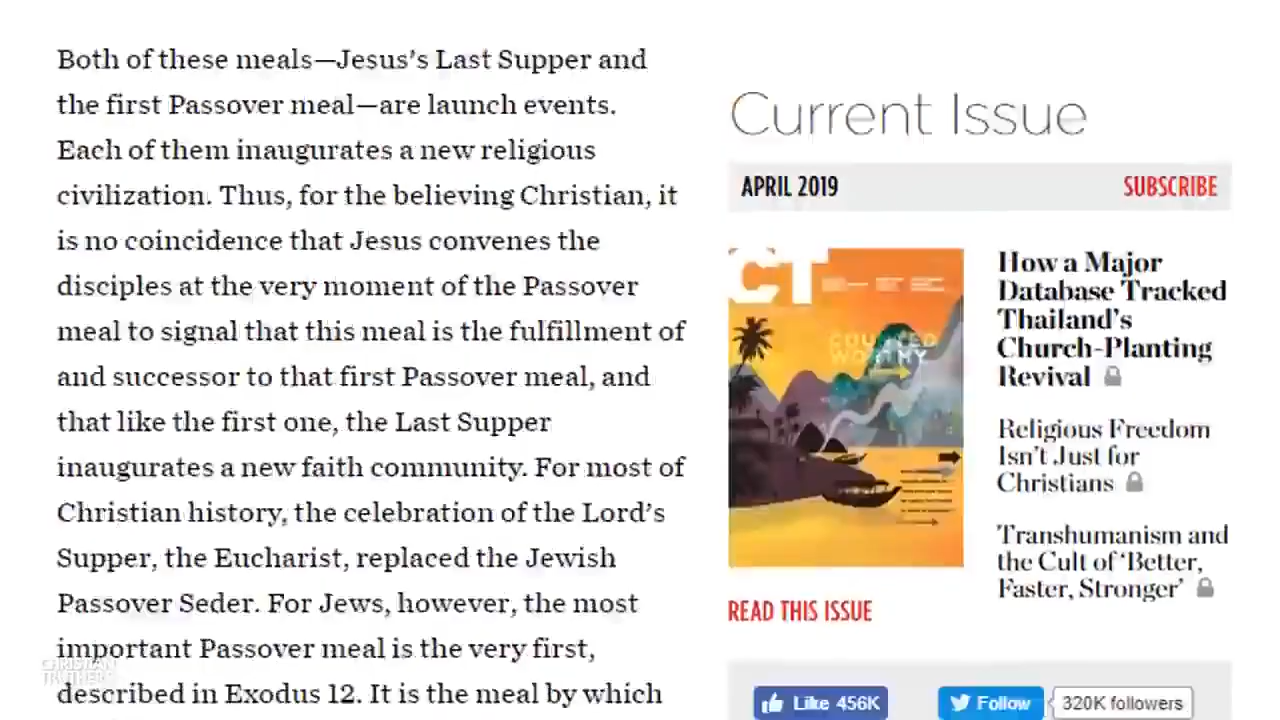 Both of these meals—Jesus’s Last Supper and
the first Passover meal—are launch events.
Each of them inaugurates a new religious
civilization. Thus, for the believing Christian, it
is no coincidence that Jesus convenes the
disciples at the very moment of the Passover
meal to signal that this meal is the fulfillment of
and successor to that first Passover meal, and
that like the first one, the Last Supper
inaugurates a new faith community. For most of
Christian history, the celebration of the Lord’s
Supper, the Eucharist, replaced the Jewish
Passover Seder. For Jews, however, the most
important Passover meal is the very first,
described in Exodus 12. It is the meal by which
CHRISTIAN
TRUTHERS
Current Issue
APRIL 2019 SUBSCRIBE
CT
COUNTED
WORTHY
How a Major
Database Tracked
Thailand’s
Church-Planting
Revival
Religious Freedom
Isn’t Just for
Christians
Transhumanism and
the Cult of ‘Better,
Faster, Stronger’
READ THIS ISSUE
Like 456K
Follow 320K followers